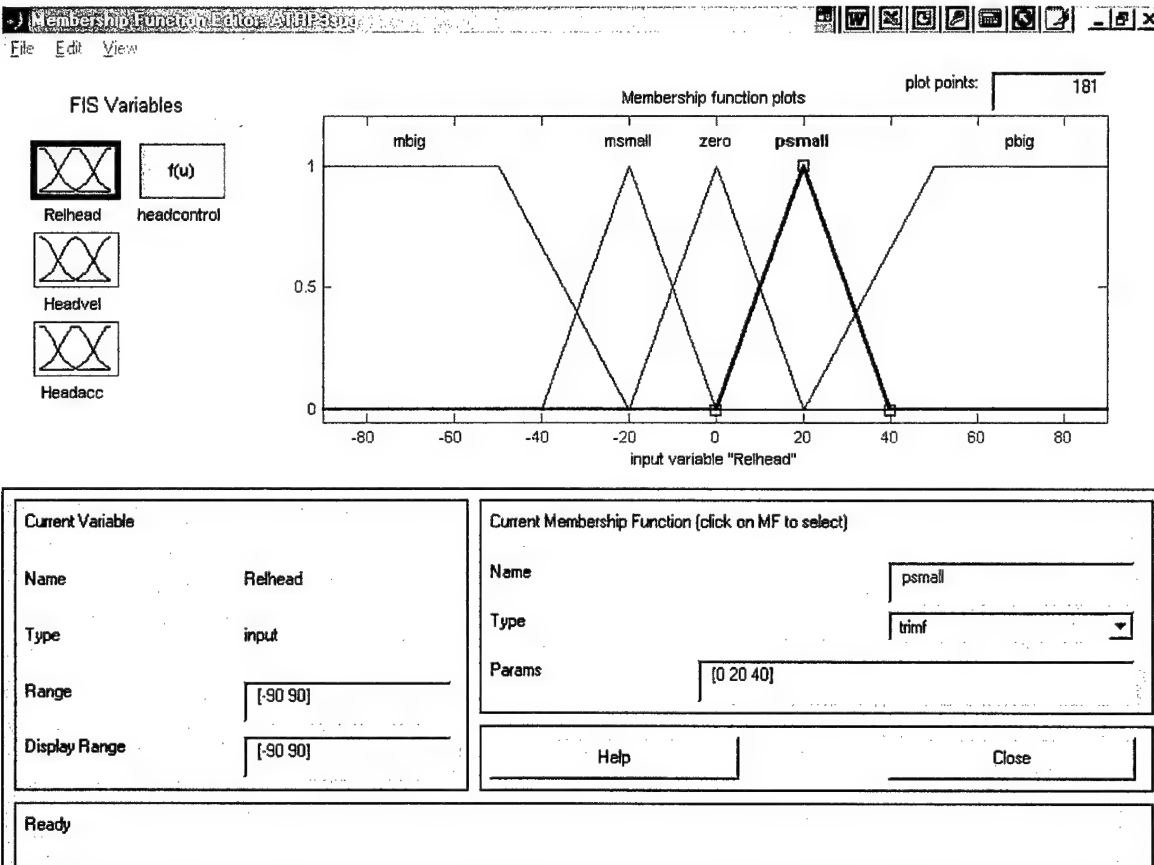 Membership Function Editor: ATRP3.sug
File Edit View
FIS Variables
f(u)
Relhead headcontrol
Headvel
Headacc
plot points: 181
Membership function plots
mbig msmall zero psmall pbig
1
0.5
0
-80 -60 -40 -20 0 20 40 60 80
input variable "Relhead"
Current Variable
Name Relhead
Type input
Range [-90 90]
Display Range [-90 90]
Current Membership Function (click on MF to select)
Name psmall
Type trimf
Params [0 20 40]
Help Close
Ready